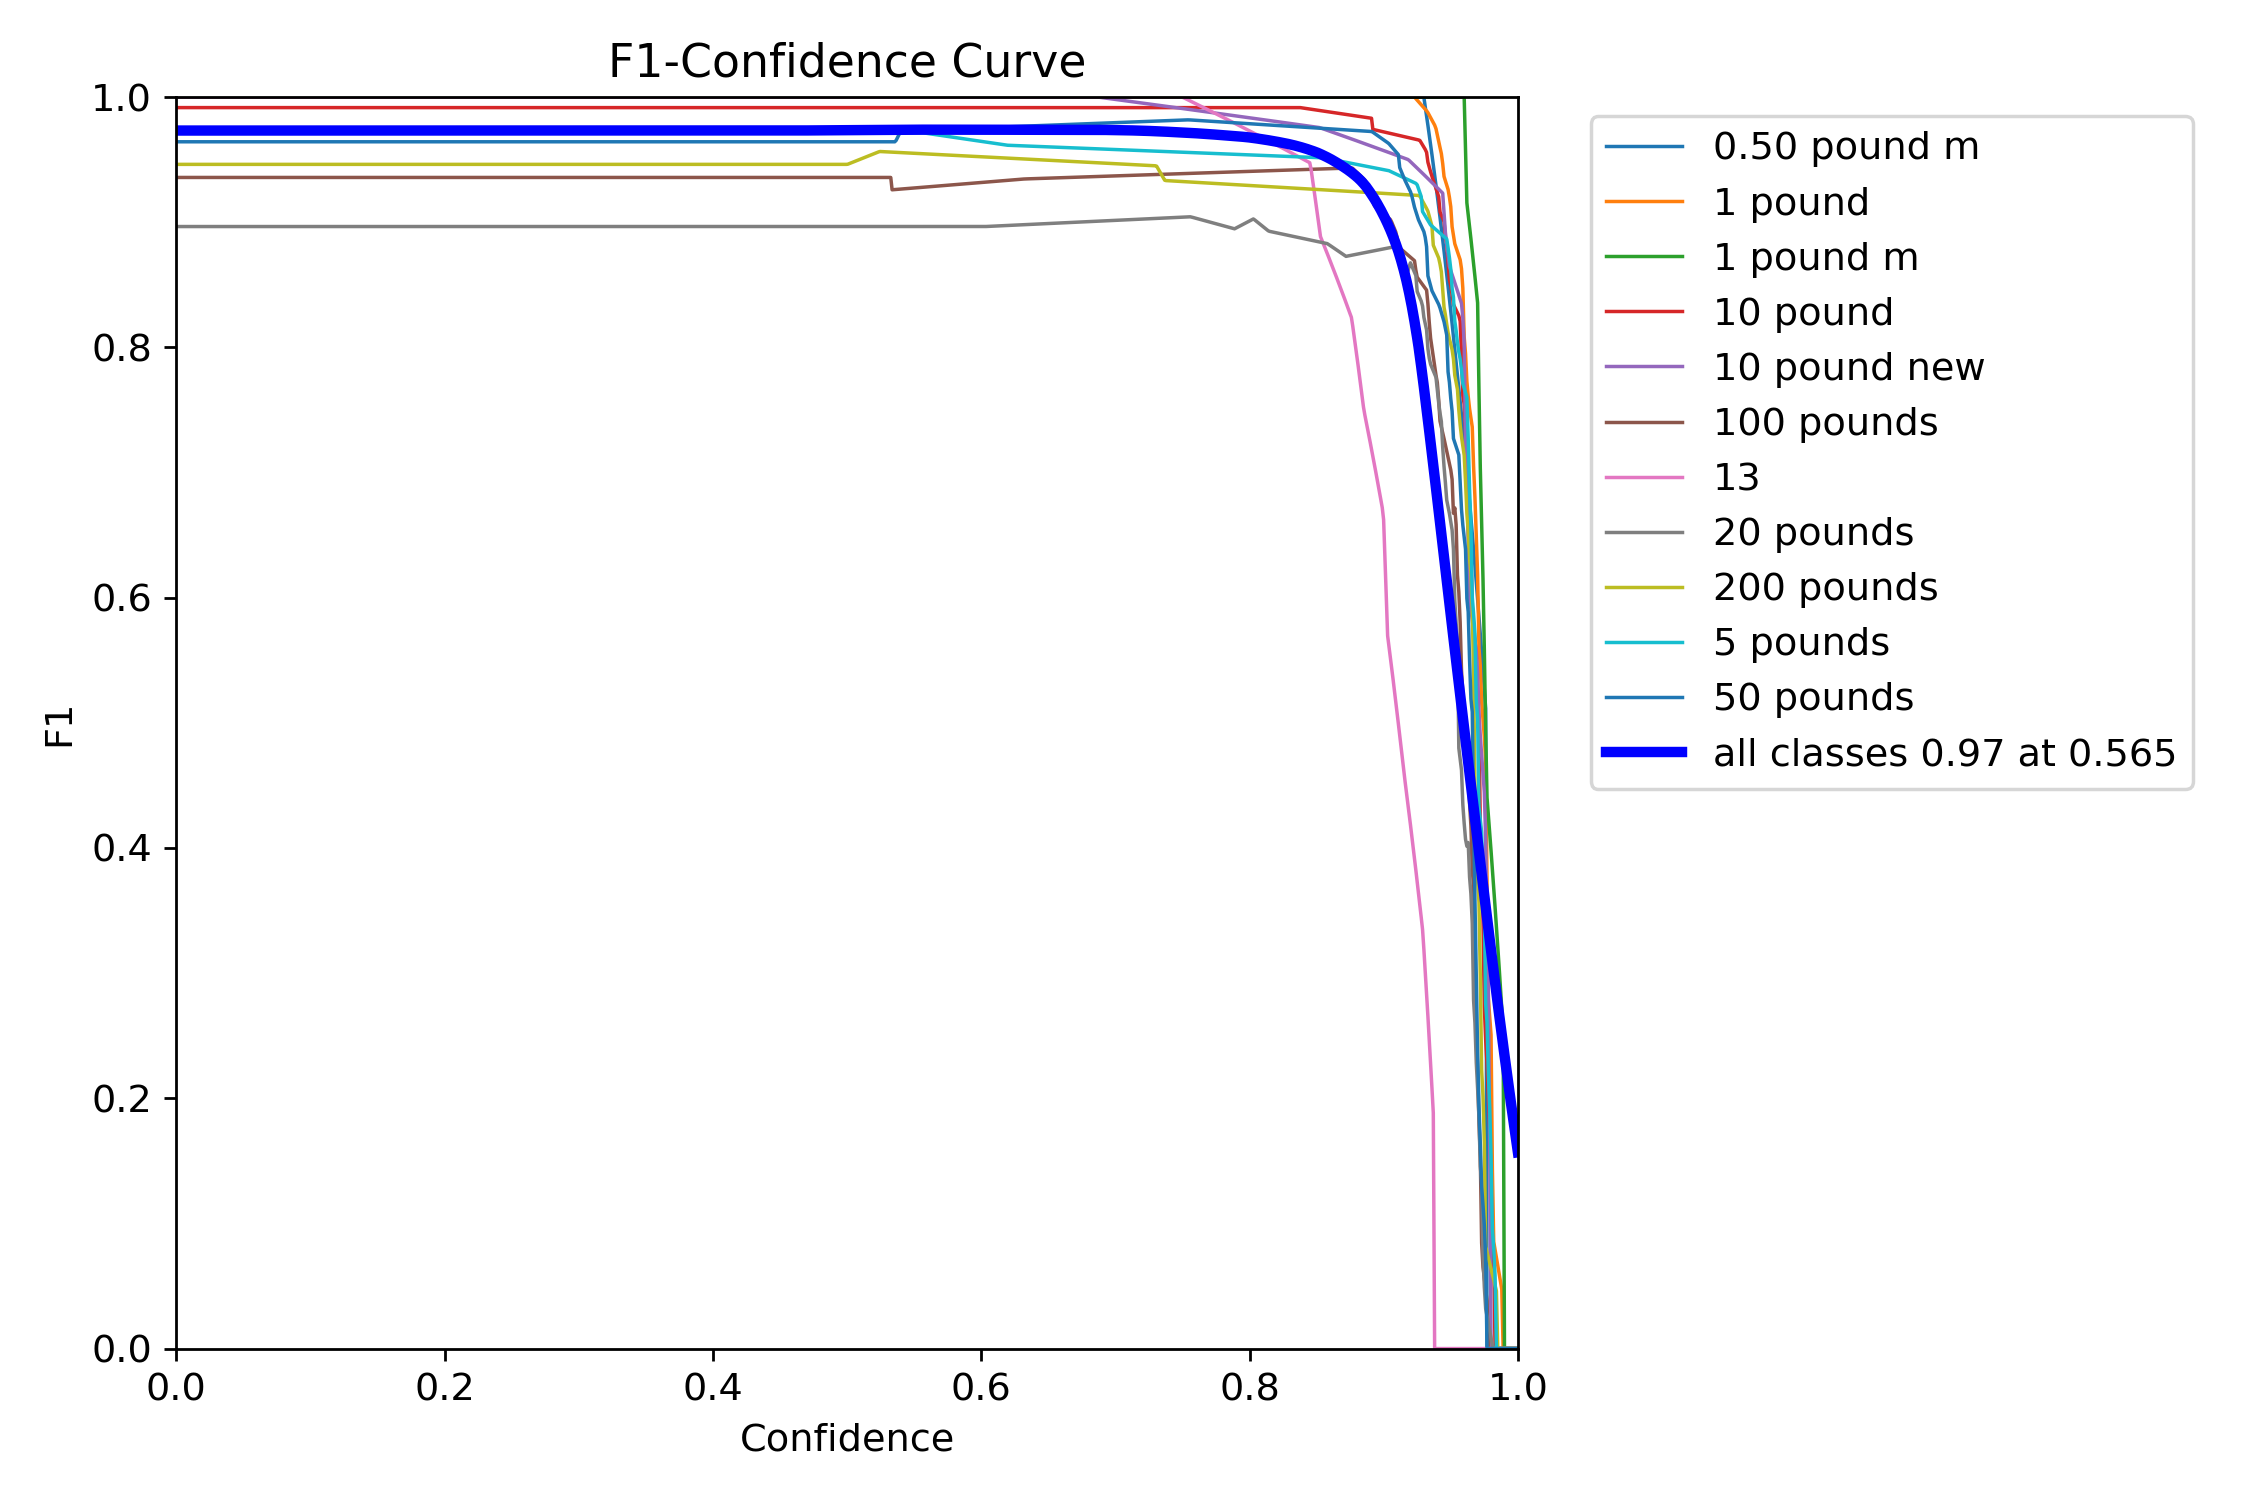 F1-Confidence Curve
1.0
0.8
0.6
0.4
0.2
0.0
F1
0.0 0.2 0.4 0.6 0.8 1.0
Confidence
0.50 pound m
1 pound
1 pound m
10 pound
10 pound new
100 pounds
13
20 pounds
200 pounds
5 pounds
50 pounds
all classes 0.97 at 0.565